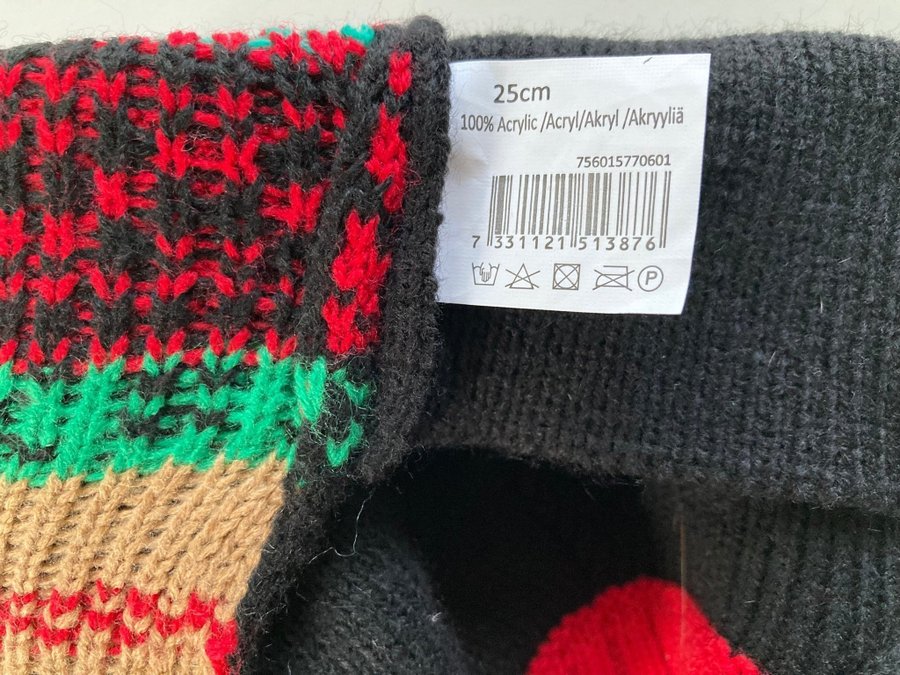 25cm
100% Acrylic /Acryl/Akryl /Akryyliä
756015770601
7 331121 513876
P